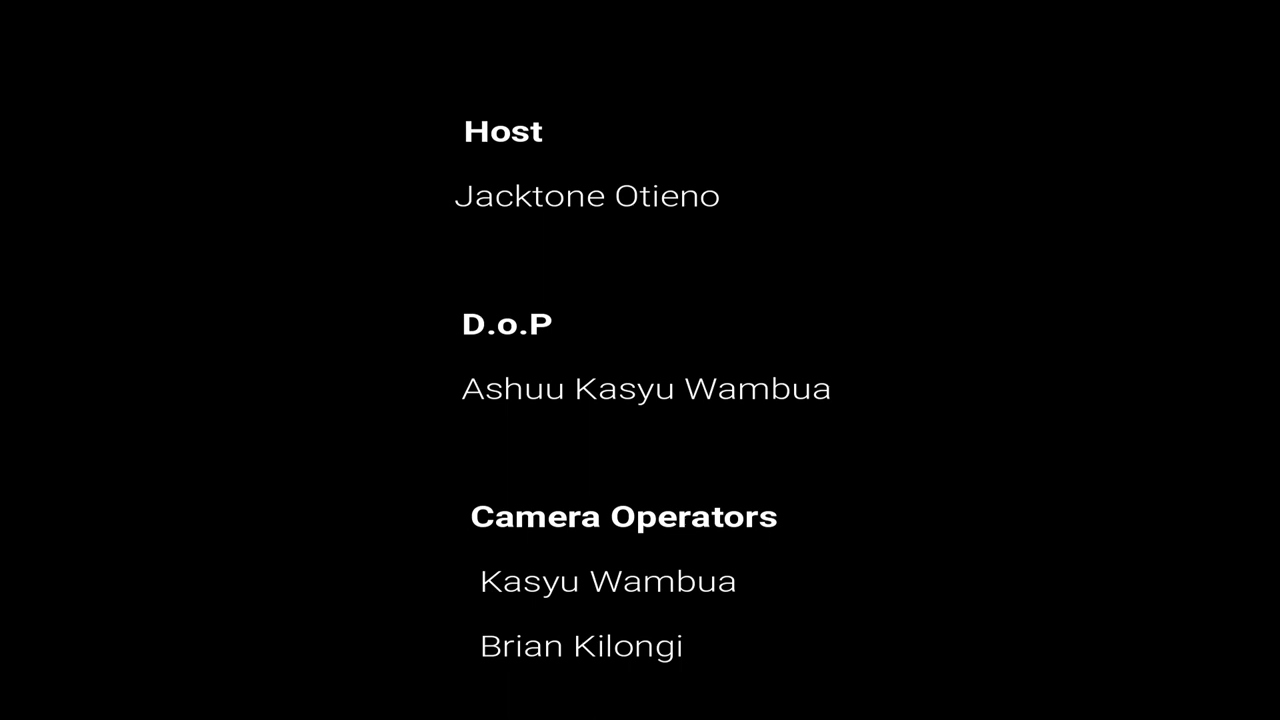 Host
Jacktone Otieno
D.o.P
Ashuu Kasyu Wambua
Camera Operators
Kasyu Wambua
Brian Kilongi